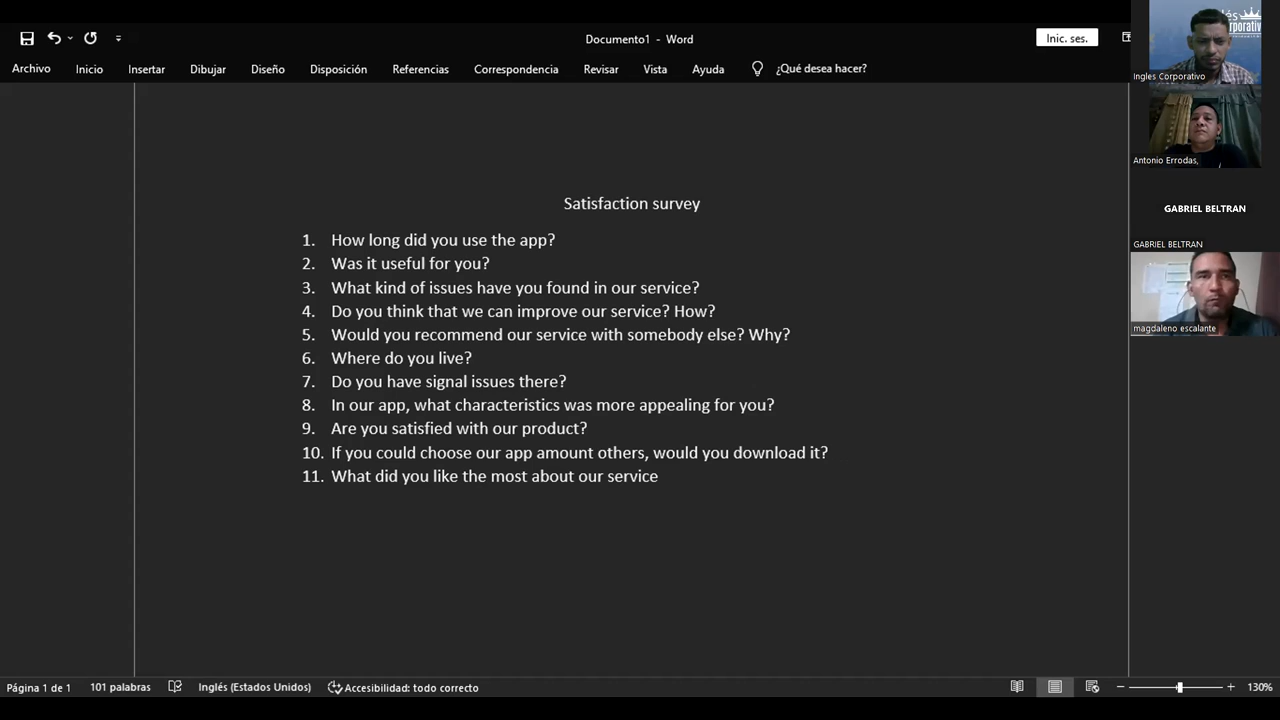 Documento1 - Word
Inic. ses.
Archivo Inicio Insertar Dibujar Diseño Disposición Referencias Correspondencia Revisar Vista Ayuda ¿Qué desea hacer?
Satisfaction survey
1. How long did you use the app?
2. Was it useful for you?
3. What kind of issues have you found in our service?
4. Do you think that we can improve our service? How?
5. Would you recommend our service with somebody else? Why?
6. Where do you live?
7. Do you have signal issues there?
8. In our app, what characteristics was more appealing for you?
9. Are you satisfied with our product?
10. If you could choose our app amount others, would you download it?
11. What did you like the most about our service
Página 1 de 1 101 palabras Inglés (Estados Unidos) Accesibilidad: todo correcto 130%
Ingles Corporativo
Antonio Errodas,
GABRIEL BELTRAN
GABRIEL BELTRAN
magdaleno escalante